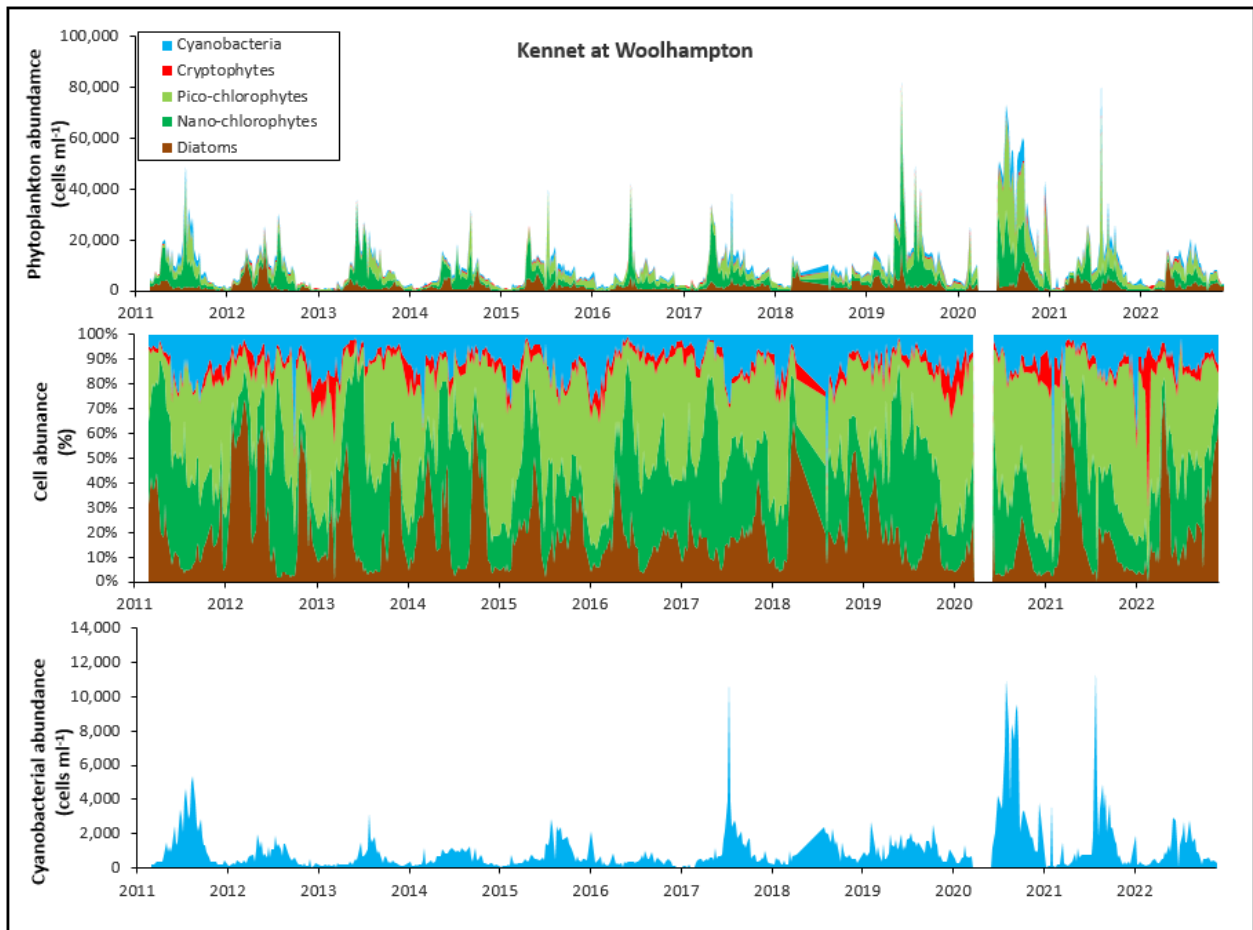 Kennet at Woolhampton
Cyanobacteria
Cryptophytes
Pico-chlorophytes
Nano-chlorophytes
Diatoms
Phytoplankton abundamce
(cells ml⁻¹)
100,000
80,000
60,000
40,000
20,000
0
2011 2012 2013 2014 2015 2016 2017 2018 2019 2020 2021 2022
Cell abunance
(%)
100%
90%
80%
70%
60%
50%
40%
30%
20%
10%
0%
2011 2012 2013 2014 2015 2016 2017 2018 2019 2020 2021 2022
Cyanobacterial abundance
(cells ml⁻¹)
14,000
12,000
10,000
8,000
6,000
4,000
2,000
0
2011 2012 2013 2014 2015 2016 2017 2018 2019 2020 2021 2022